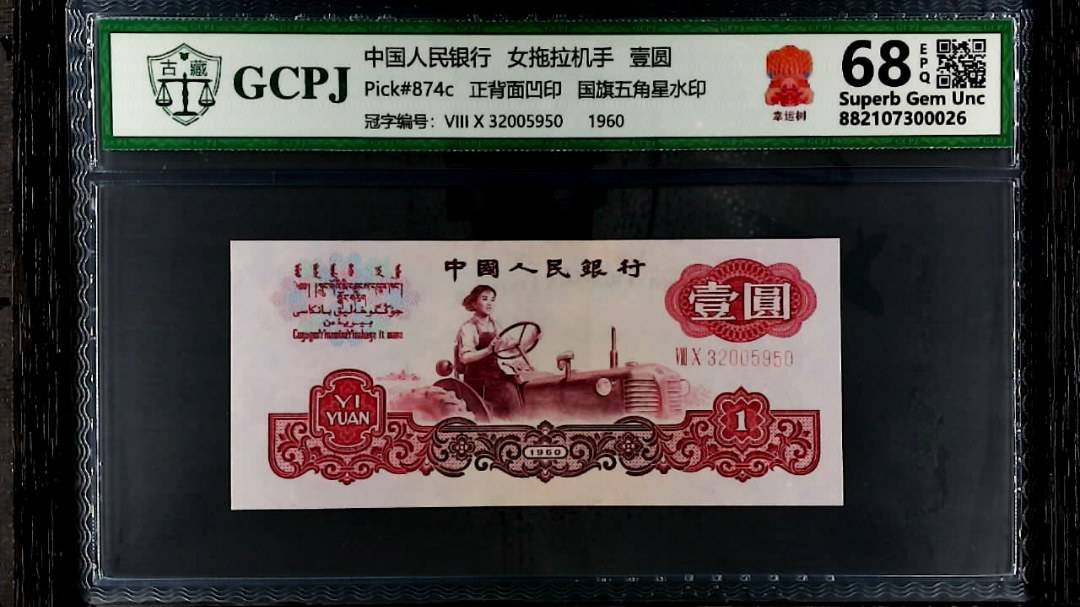 古 藏
GCPJ
中国人民银行 女拖拉机手 壹圆
Pick#874c 正背面凹印 国旗五角星水印
冠字编号：VIII X 32005950 1960
幸运树
68 EPQ
Superb Gem Unc
882107300026
中國人民銀行
壹圓
VIII X 32005950
YI
YUAN
1
1960